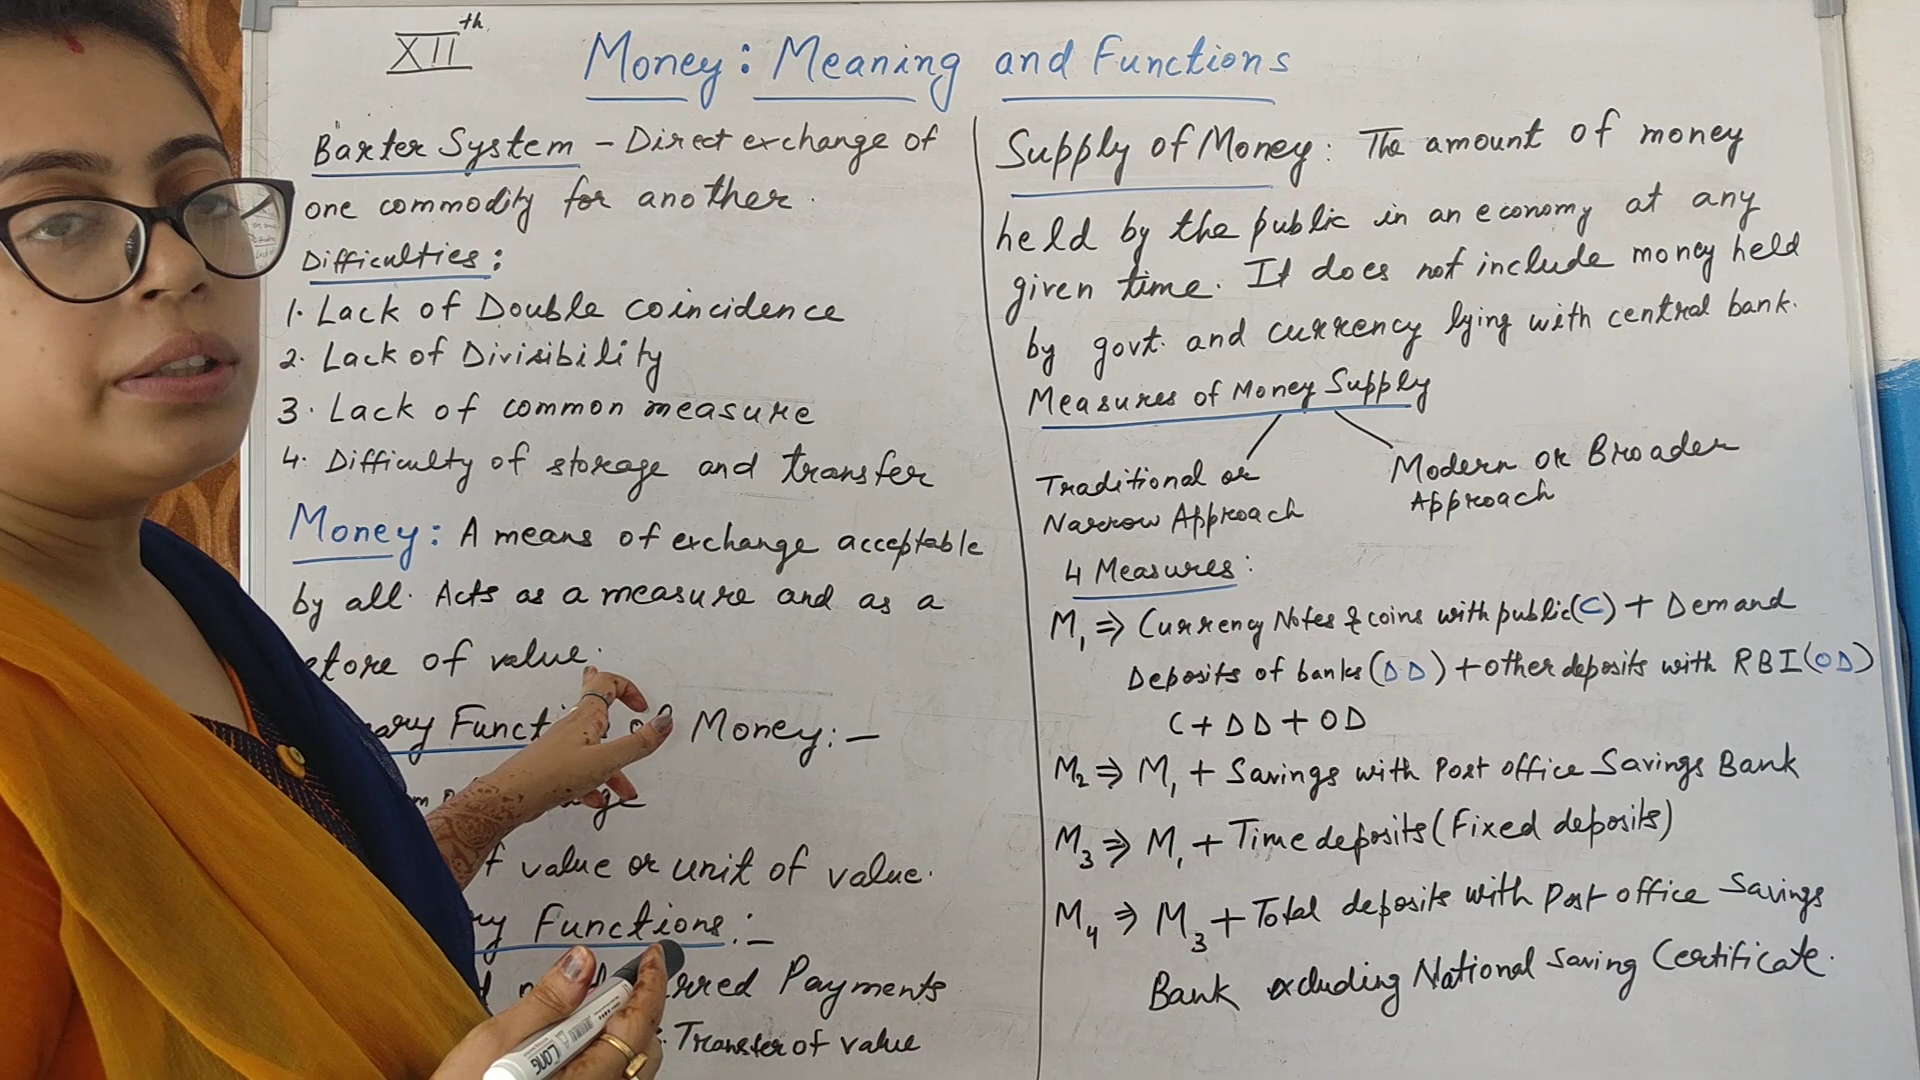 XIIth
Money: Meaning and Functions
Barter System - Direct exchange of
one commodity for another.
Difficulties:
1. Lack of Double coincidence
2. Lack of Divisibility
3. Lack of common measure
4. Difficulty of storage and transfer
Money: A means of exchange acceptable
by all. Acts as a measure and as a
store of value.
Money:-
f value or unit of value.
Functions:-
Payments
Transfer of value
Supply of Money: The amount of money
held by the public in an economy at any
given time. It does not include money held
by govt. and currency lying with central bank.
Measures of Money Supply
Traditional or
Narrow Approach
Modern or Broader
Approach
4 Measures:
M1 ⇒ Currency Notes & coins with public (C) + Demand
Deposits of banks (DD) + other deposits with RBI (OD)
C + DD + OD
M2 ⇒ M1 + Savings with Post office Savings Bank
M3 ⇒ M1 + Time deposits (Fixed deposits)
M4 ⇒ M3 + Total deposits with Post office Savings
Bank excluding National Saving Certificate.